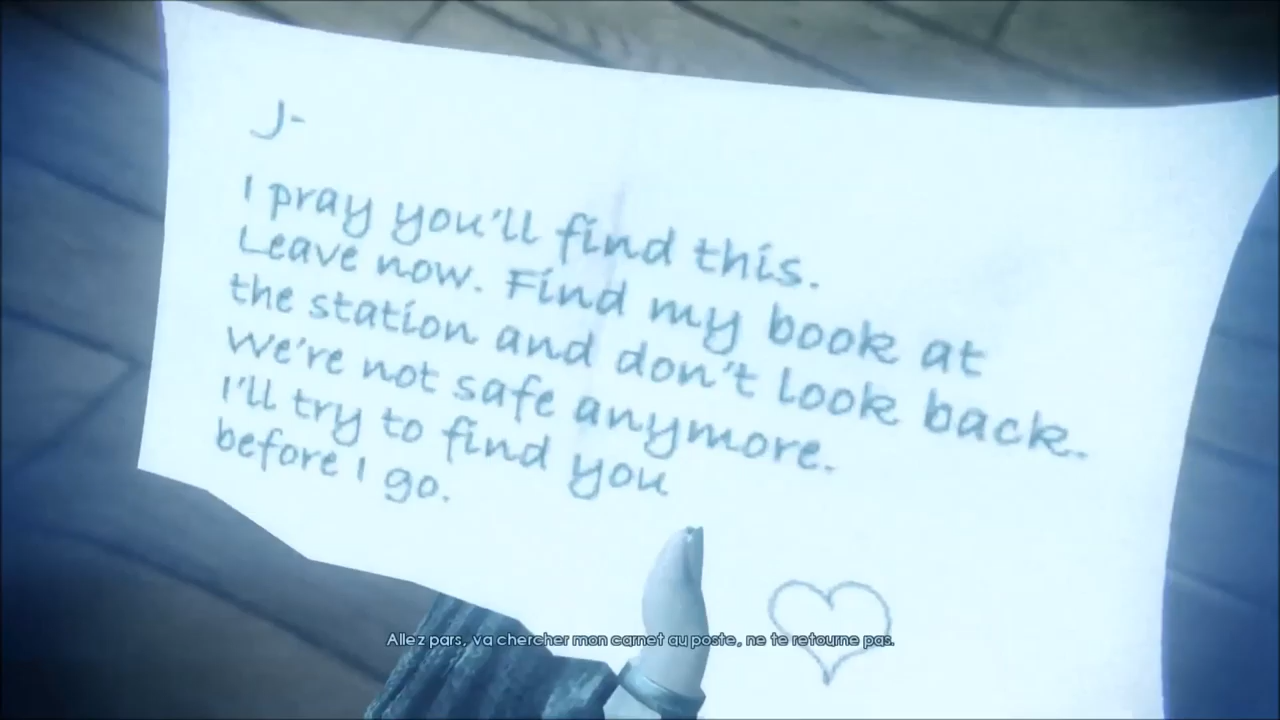 J-
I pray you'll find this.
Leave now. Find my book at
the station and don't look back.
We're not safe anymore.
I'll try to find you
before I go.
Allez pars, va chercher mon carnet au poste, ne te retourne pas.